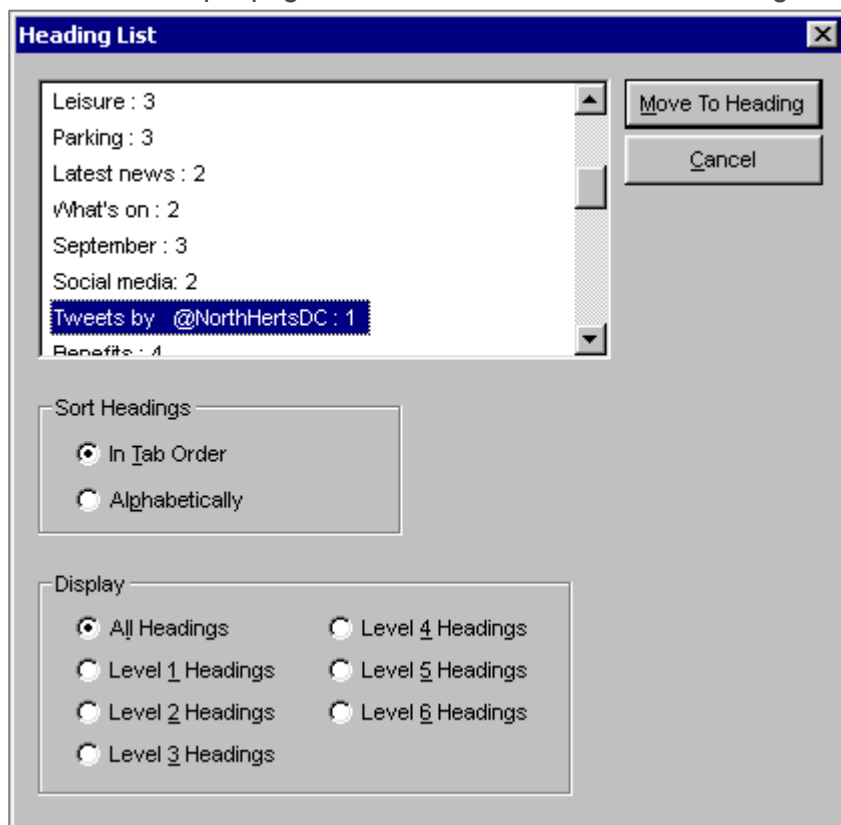 Heading List
Leisure : 3
Parking : 3
Latest news : 2
What's on : 2
September : 3
Social media: 2
Tweets by @NorthHertsDC : 1
Benefits : 4
Move To Heading
Cancel
Sort Headings
In Tab Order
Alphabetically
Display
All Headings
Level 1 Headings
Level 2 Headings
Level 3 Headings
Level 4 Headings
Level 5 Headings
Level 6 Headings